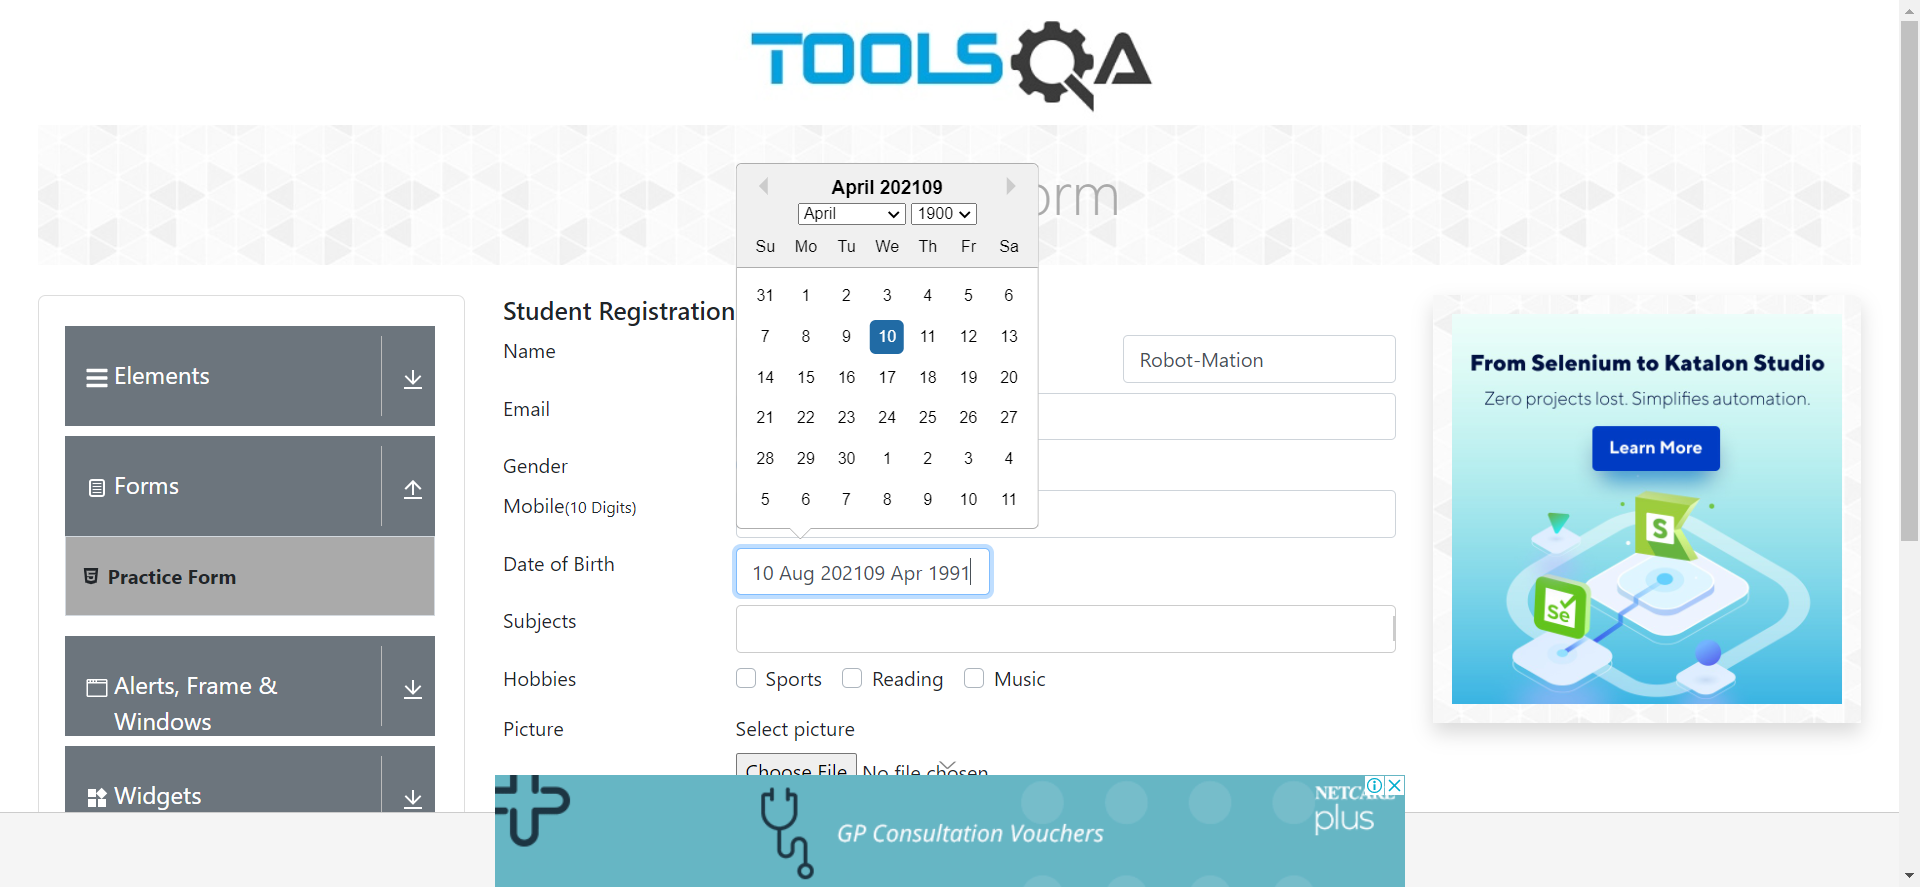 TOOLSQA
orm
April 202109
April 1900
Su Mo Tu We Th Fr Sa
31 1 2 3 4 5 6
7 8 9 10 11 12 13
14 15 16 17 18 19 20
21 22 23 24 25 26 27
28 29 30 1 2 3 4
5 6 7 8 9 10 11
Elements
Forms
Practice Form
Alerts, Frame &
Windows
Widgets
Student Registration
Name
Robot-Mation
Email
Gender
Mobile(10 Digits)
Date of Birth
10 Aug 202109 Apr 1991
Subjects
Hobbies
Sports Reading Music
Picture
Select picture
Choose File No file chosen
From Selenium to Katalon Studio
Zero projects lost. Simplifies automation.
Learn More
S
Se
GP Consultation Vouchers
NETCARE
plus